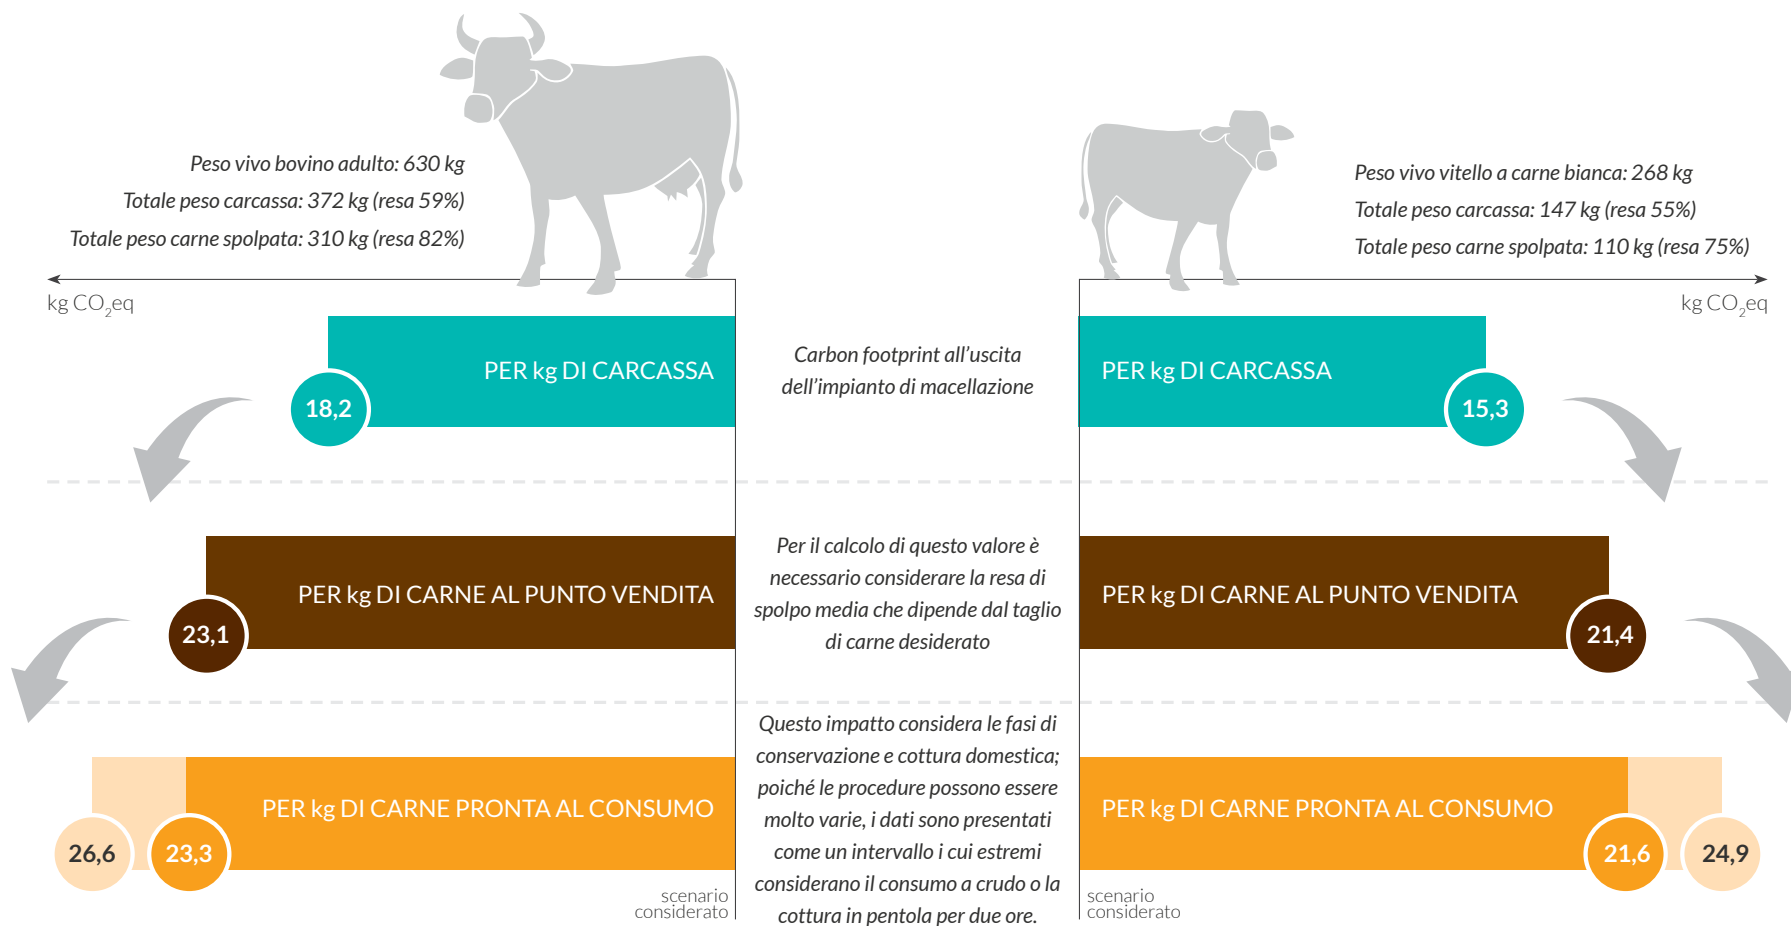 Peso vivo bovino adulto: 630 kg
Totale peso carcassa: 372 kg (resa 59%)
Totale peso carne spolpata: 310 kg (resa 82%)
Peso vivo vitello a carne bianca: 268 kg
Totale peso carcassa: 147 kg (resa 55%)
Totale peso carne spolpata: 110 kg (resa 75%)
kg CO₂eq
kg CO₂eq
PER kg DI CARCASSA
18,2
Carbon footprint all'uscita
dell'impianto di macellazione
PER kg DI CARCASSA
15,3
PER kg DI CARNE AL PUNTO VENDITA
23,1
Per il calcolo di questo valore è
necessario considerare la resa di
spolpo media che dipende dal taglio
di carne desiderato
PER kg DI CARNE AL PUNTO VENDITA
21,4
PER kg DI CARNE PRONTA AL CONSUMO
26,6
23,3
scenario
considerato
Questo impatto considera le fasi di
conservazione e cottura domestica;
poiché le procedure possono essere
molto varie, i dati sono presentati
come un intervallo i cui estremi
considerano il consumo a crudo o la
cottura in pentola per due ore.
PER kg DI CARNE PRONTA AL CONSUMO
21,6
24,9
scenario
considerato